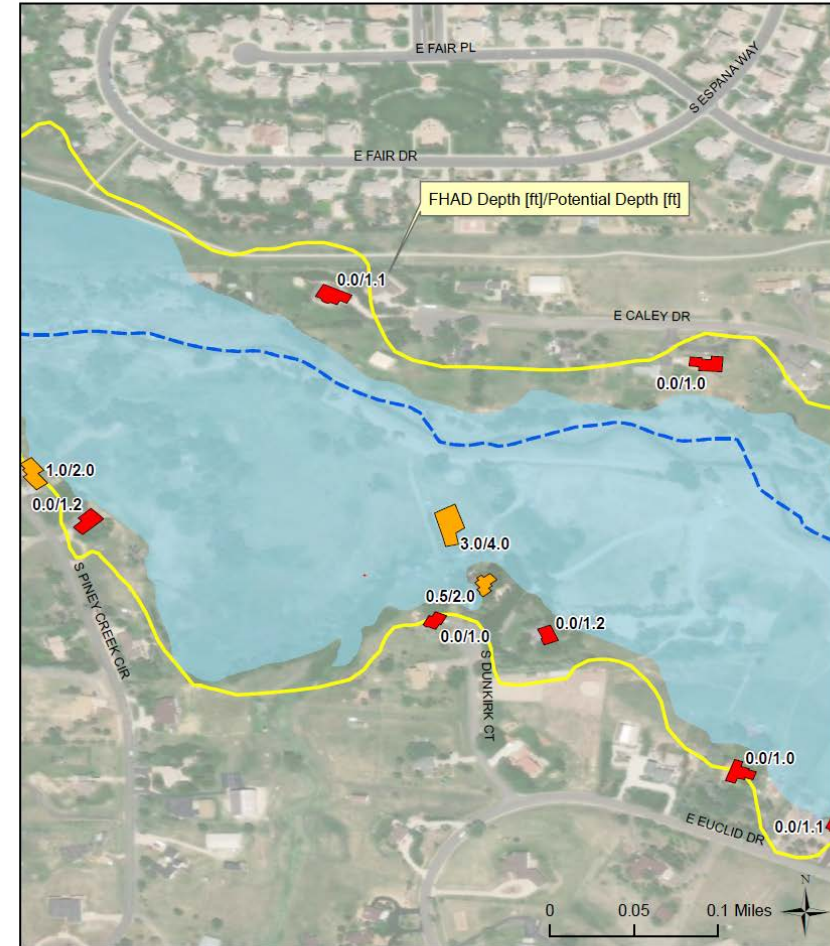 E FAIR PL
S ESPANA WAY
E FAIR DR
FHAD Depth [ft]/Potential Depth [ft]
0.0/1.1
E CALEY DR
0.0/1.0
1.0/2.0
0.0/1.2
3.0/4.0
0.5/2.0
0.0/1.0
0.0/1.2
S PINEY CREEK CIR
S DUNKIRK CT
0.0/1.0
E EUCLID DR
0.0/1.1
N
0 0.05 0.1 Miles